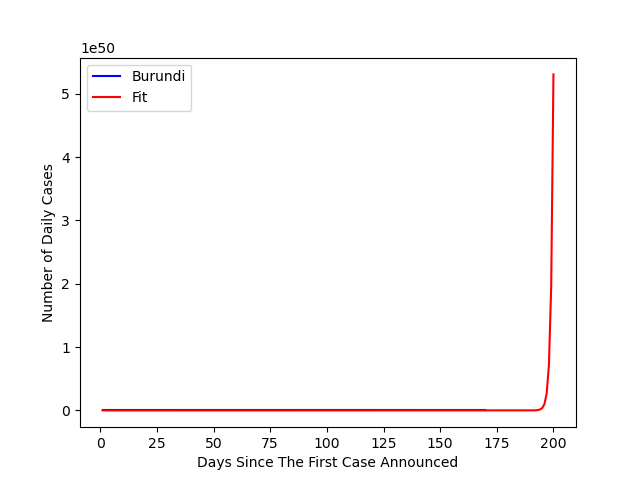 1e50
Burundi
Fit
5
4
3
2
1
0
Number of Daily Cases
0 25 50 75 100 125 150 175 200
Days Since The First Case Announced